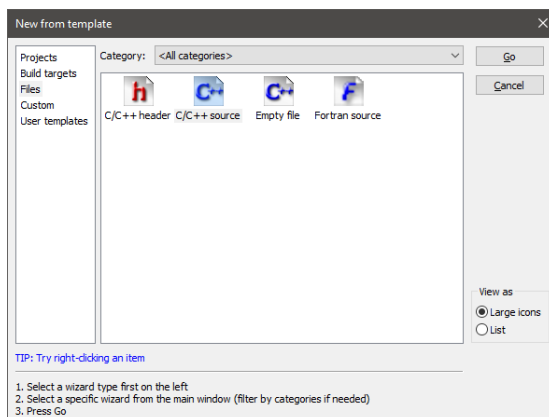 New from template
Projects
Build targets
Files
Custom
User templates
Category: <All categories>
C/C++ header C/C++ source Empty file Fortran source
Go
Cancel
View as
Large icons
List
TIP: Try right-clicking an item
1. Select a wizard type first on the left
2. Select a specific wizard from the main window (filter by categories if needed)
3. Press Go